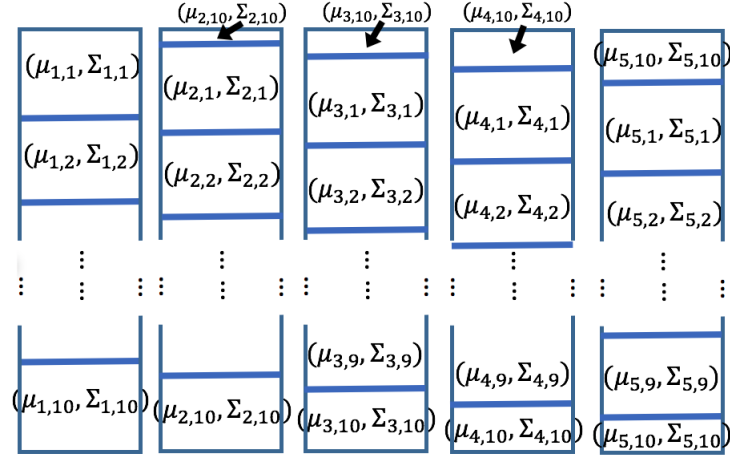 (μ2,10, Σ2,10) (μ3,10, Σ3,10) (μ4,10, Σ4,10)
(μ1,1, Σ1,1) (μ2,1, Σ2,1) (μ3,1, Σ3,1) (μ4,1, Σ4,1) (μ5,10, Σ5,10)
(μ5,1, Σ5,1)
(μ1,2, Σ1,2) (μ2,2, Σ2,2) (μ3,2, Σ3,2) (μ4,2, Σ4,2) (μ5,2, Σ5,2)
⋮ ⋮ ⋮ ⋮ ⋮
⋮ ⋮ ⋮ ⋮ ⋮ ⋮ ⋮ ⋮ ⋮ ⋮ ⋮ ⋮ ⋮ ⋮ ⋮
(μ3,9, Σ3,9) (μ4,9, Σ4,9) (μ5,9, Σ5,9)
(μ1,10, Σ1,10) (μ2,10, Σ2,10) (μ3,10, Σ3,10) (μ4,10, Σ4,10) (μ5,10, Σ5,10)